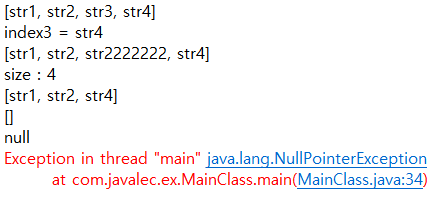 [str1, str2, str3, str4]
index3 = str4
[str1, str2, str2222222, str4]
size : 4
[str1, str2, str4]
[]
null
Exception in thread "main" java.lang.NullPointerException
at com.javalec.ex.MainClass.main(MainClass.java:34)